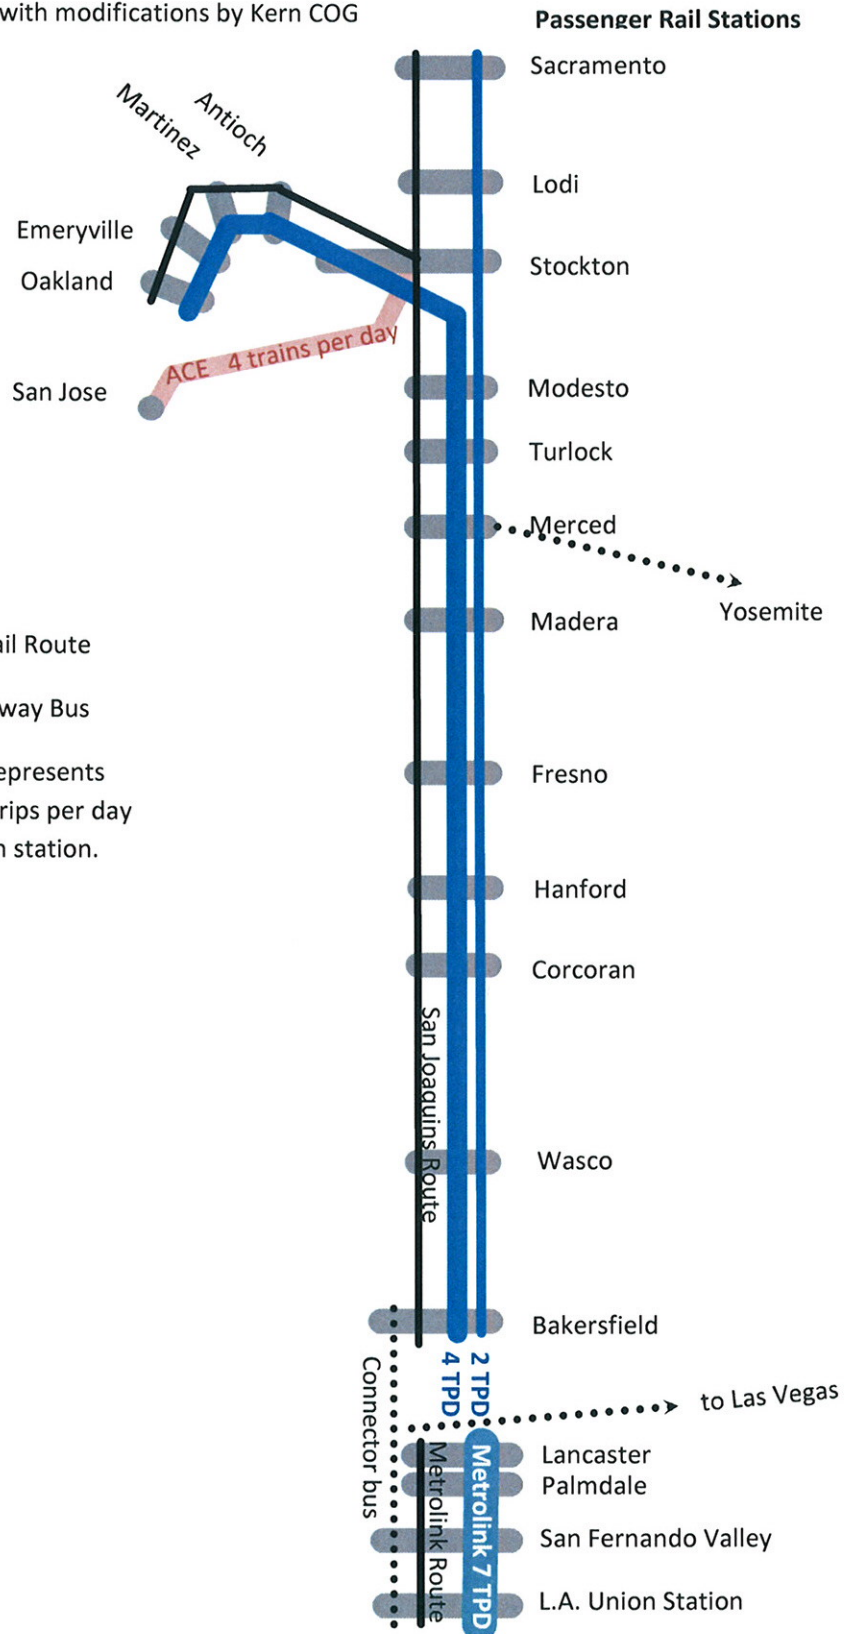 with modifications by Kern COG
Passenger Rail Stations
Sacramento
Martinez
Antioch
Lodi
Emeryville
Stockton
Oakland
ACE 4 trains per day
San Jose
Modesto
Turlock
Merced
Yosemite
Madera
ail Route
way Bus
epresents
rips per day
n station.
Fresno
Hanford
Corcoran
San Joaquins Route
Wasco
Bakersfield
4 TPD
2 TPD
Connector bus
to Las Vegas
Lancaster
Palmdale
Metrolink Route
Metrolink 7 TPD
San Fernando Valley
L.A. Union Station